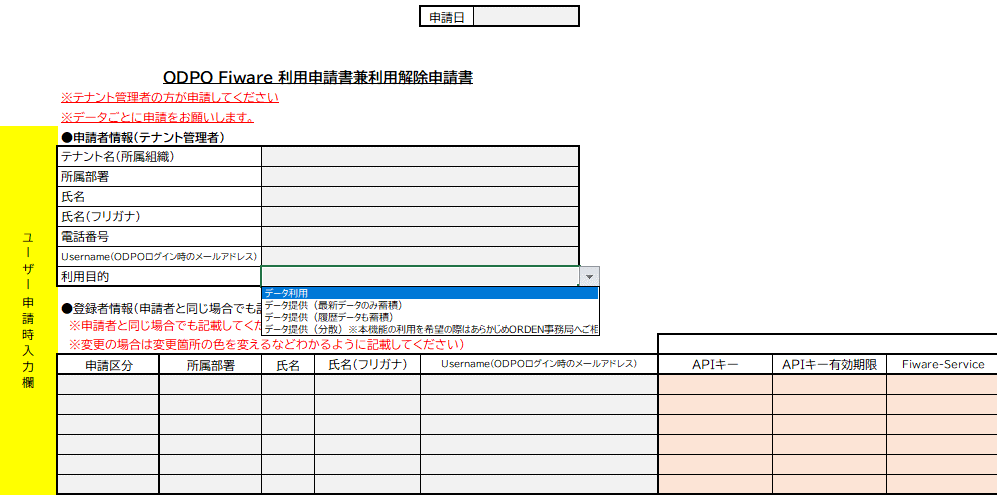 申請日
ODPO Fiware 利用申請書兼利用解除申請書
※テナント管理者の方が申請してください
※データごとに申請をお願いします。
●申請者情報(テナント管理者)
テナント名(所属組織)
所属部署
氏名
氏名(フリガナ)
電話番号
Username(ODPOログイン時のメールアドレス)
利用目的
データ利用
データ提供(最新データのみ蓄積)
データ提供(履歴データも蓄積)
データ提供(分散)※本機能の利用を希望の際はあらかじめORDEN事務局へご相
●登録者情報(申請者と同じ場合でも
※申請者と同じ場合でも記載してくだ
※変更の場合は変更箇所の色を変えるなどわかるように記載してください)
ユーザー申請時入力欄
申請区分 所属部署 氏名 氏名(フリガナ) Username(ODPOログイン時のメールアドレス) APIキー APIキー有効期限 Fiware-Service